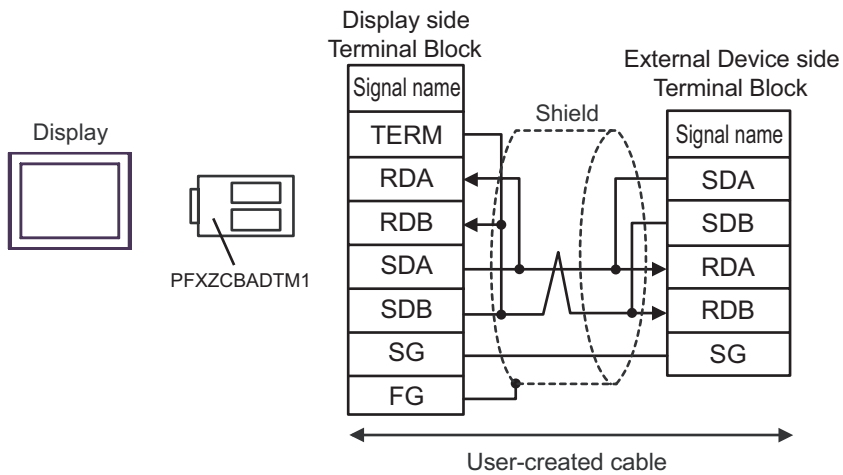 Display side
Terminal Block
Signal name
TERM
RDA
RDB
SDA
SDB
SG
FG
Shield
External Device side
Terminal Block
Signal name
SDA
SDB
RDA
RDB
SG
Display
PFXZCBADTM1
User-created cable